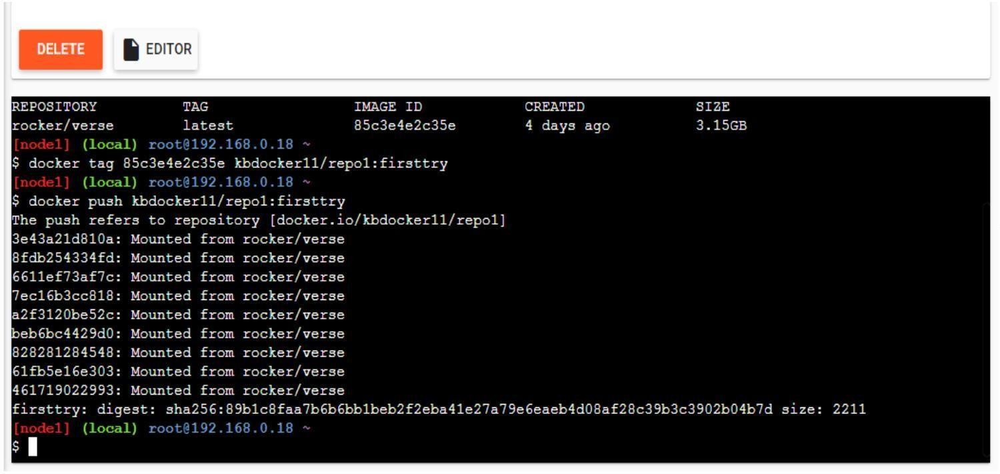 DELETE EDITOR
REPOSITORY TAG IMAGE ID CREATED SIZE
rocker/verse latest 85c3e4e2c35e 4 days ago 3.15GB
[node1] (local) root@192.168.0.18 ~
$ docker tag 85c3e4e2c35e kbdocker11/repo1:firsttry
[node1] (local) root@192.168.0.18 ~
$ docker push kbdocker11/repo1:firsttry
The push refers to repository [docker.io/kbdocker11/repo1]
3e43a21d810a: Mounted from rocker/verse
8fdb254334fd: Mounted from rocker/verse
6611ef73af7c: Mounted from rocker/verse
7ec16b3cc818: Mounted from rocker/verse
a2f3120be52c: Mounted from rocker/verse
beb6bc4429d0: Mounted from rocker/verse
828281284548: Mounted from rocker/verse
61fb5e16e303: Mounted from rocker/verse
461719022993: Mounted from rocker/verse
firsttry: digest: sha256:89b1c8faa7b6b6bb1beb2f2eba41e27a79e6eaeb4d08af28c39b3c3902b04b7d size: 2211
[node1] (local) root@192.168.0.18 ~
$